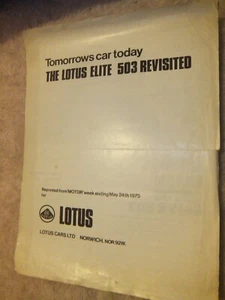 Tomorrows car today
THE LOTUS ELITE 503 REVISITED
Reprinted from MOTOR week ending May 24th 1975
by
LOTUS
LOTUS CARS LTD NORWICH, NOR 92W.